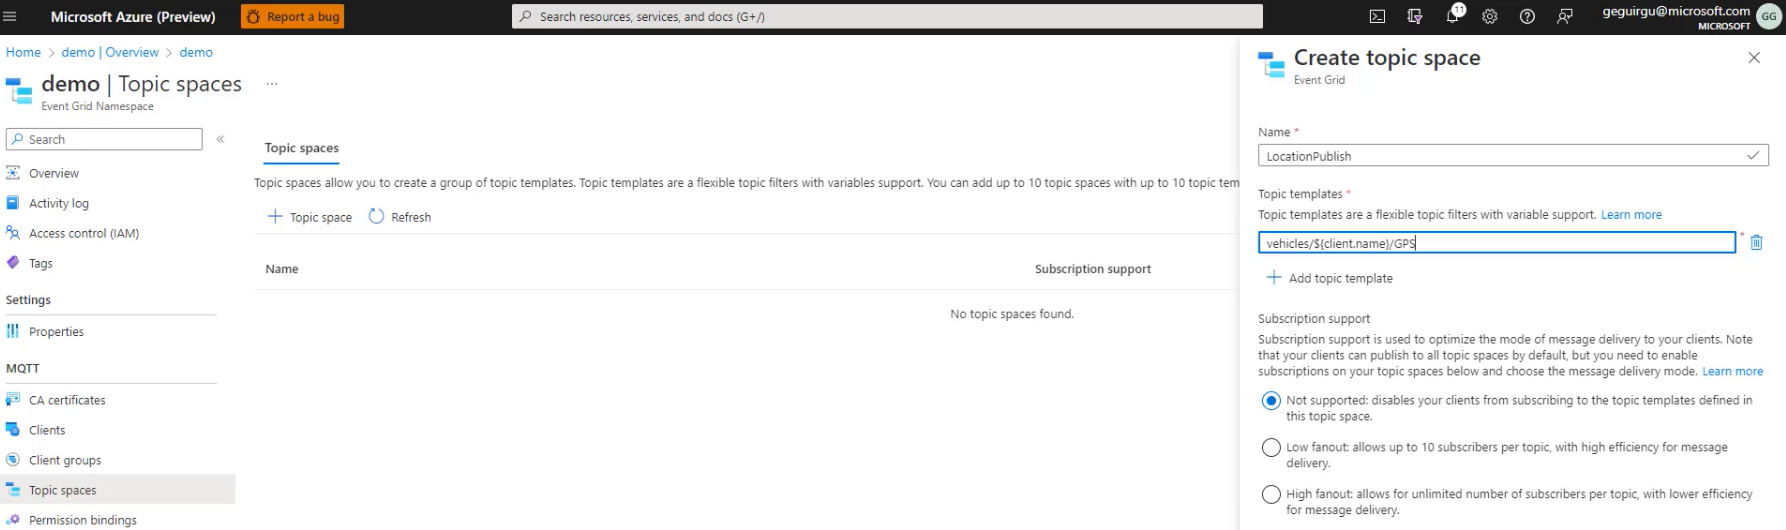 Microsoft Azure (Preview)
Report a bug
Search resources, services, and docs (G+/)
11
geguirgu@microsoft.com
MICROSOFT
GG
Home > demo | Overview > demo
demo | Topic spaces ...
Event Grid Namespace
Search
«
Overview
Activity log
Access control (IAM)
Tags
Settings
Properties
MQTT
CA certificates
Clients
Client groups
Topic spaces
Permission bindings
Topic spaces
Topic spaces allow you to create a group of topic templates. Topic templates are a flexible topic filters with variables support. You can add up to 10 topic spaces with up to 10 topic tem
+ Topic space
Refresh
Name
Subscription support
No topic spaces found.
Create topic space
Event Grid
Name *
LocationPublish
Topic templates *
Topic templates are a flexible topic filters with variable support. Learn more
vehicles/${client.name}/GPS
*
+ Add topic template
Subscription support
Subscription support is used to optimize the mode of message delivery to your clients. Note
that your clients can publish to all topic spaces by default, but you need to enable
subscriptions on your topic spaces below and choose the message delivery mode. Learn more
Not supported: disables your clients from subscribing to the topic templates defined in
this topic space.
Low fanout: allows up to 10 subscribers per topic, with high efficiency for message
delivery.
High fanout: allows for unlimited number of subscribers per topic, with lower efficiency
for message delivery.